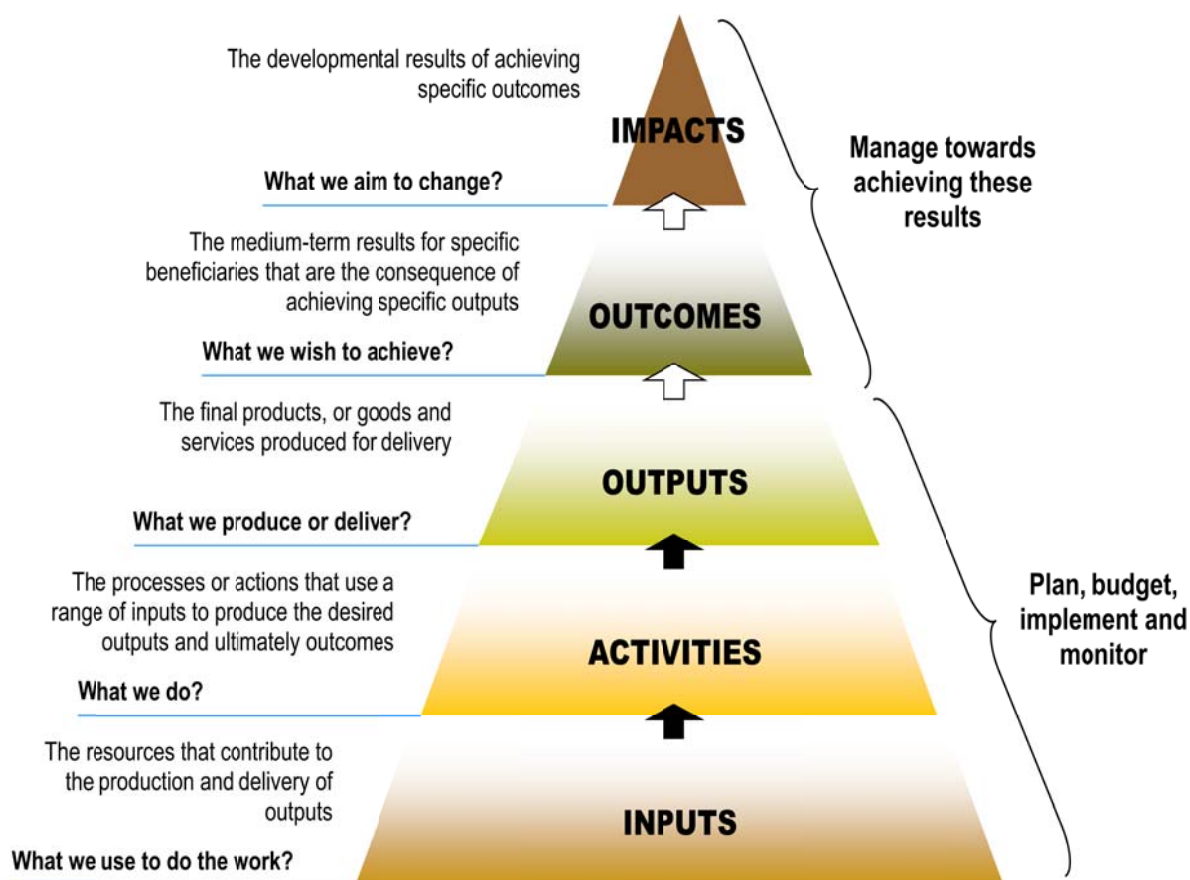 The developmental results of achieving
specific outcomes
IMPACTS
What we aim to change?
Manage towards
achieving these
results
The medium-term results for specific
beneficiaries that are the consequence of
achieving specific outputs
OUTCOMES
What we wish to achieve?
The final products, or goods and
services produced for delivery
OUTPUTS
What we produce or deliver?
The processes or actions that use a
range of inputs to produce the desired
outputs and ultimately outcomes
ACTIVITIES
What we do?
Plan, budget,
implement and
monitor
The resources that contribute to
the production and delivery of
outputs
INPUTS
What we use to do the work?